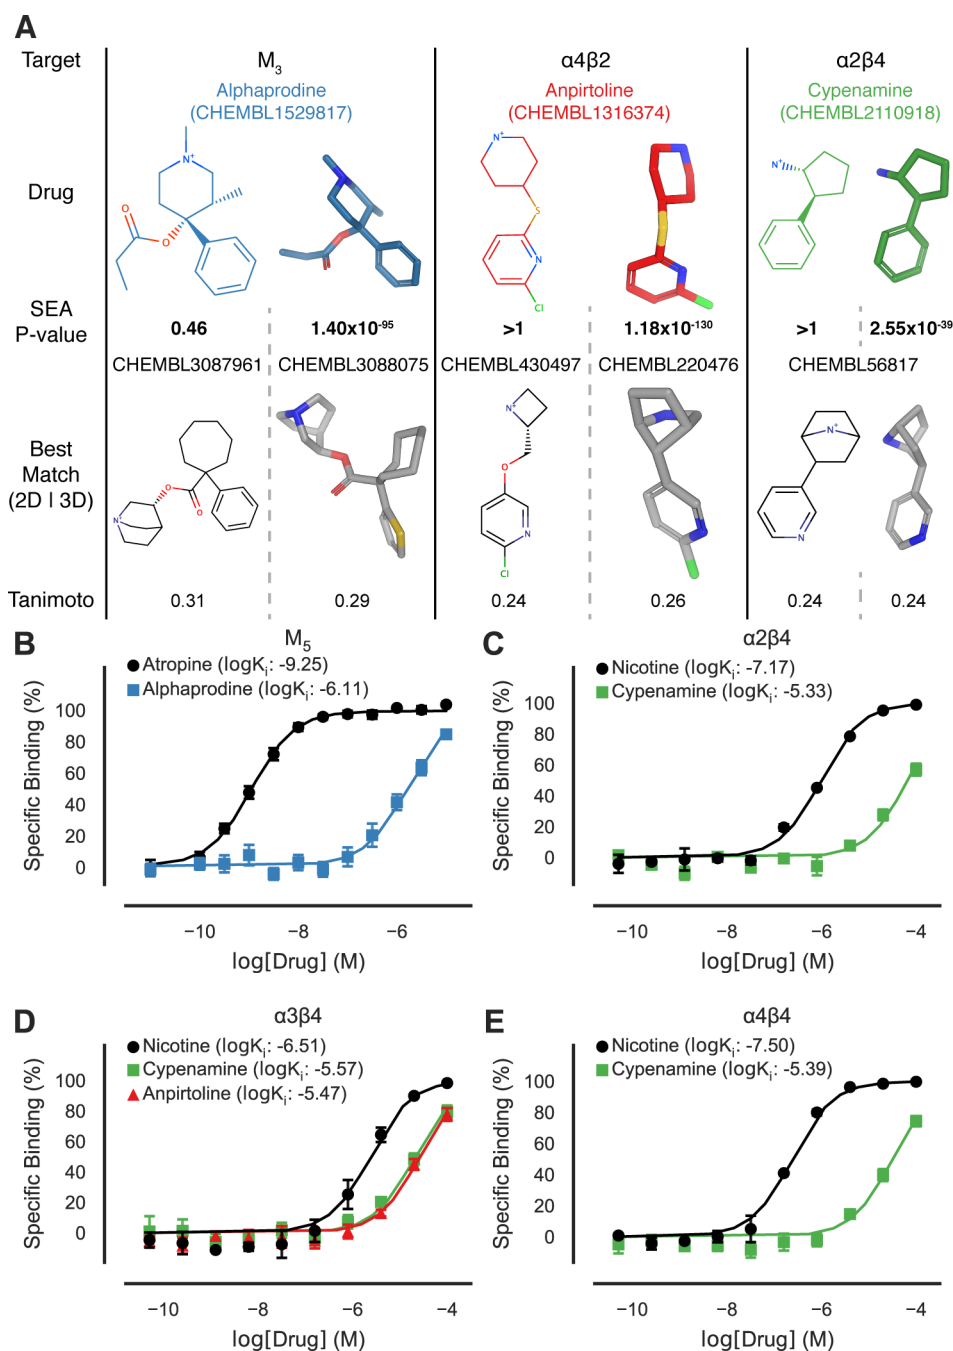 A
Target
M3
α4β2
α2β4
Alphaprodine
(CHEMBL1529817)
Anpirtoline
(CHEMBL1316374)
Cypenamine
(CHEMBL2110918)
Drug
N+
O
O
N+
S
N
Cl
N+
SEA
P-value
0.46
1.40x10-95
>1
1.18x10-130
>1
2.55x10-39
CHEMBL3087961
CHEMBL3088075
CHEMBL430497
CHEMBL220476
CHEMBL56817
Best
Match
(2D | 3D)
N+
O
O
N+
O
N
Cl
N+
N
Tanimoto
0.31
0.29
0.24
0.26
0.24
0.24
B
M5
Atropine (logKi: -9.25)
Alphaprodine (logKi: -6.11)
Specific Binding (%)
100
80
60
40
20
0
−10
−8
−6
log[Drug] (M)
C
α2β4
Nicotine (logKi: -7.17)
Cypenamine (logKi: -5.33)
Specific Binding (%)
100
80
60
40
20
0
−10
−8
−6
−4
log[Drug] (M)
D
α3β4
Nicotine (logKi: -6.51)
Cypenamine (logKi: -5.57)
Anpirtoline (logKi: -5.47)
Specific Binding (%)
100
80
60
40
20
0
−10
−8
−6
−4
log[Drug] (M)
E
α4β4
Nicotine (logKi: -7.50)
Cypenamine (logKi: -5.39)
Specific Binding (%)
100
80
60
40
20
0
−10
−8
−6
−4
log[Drug] (M)